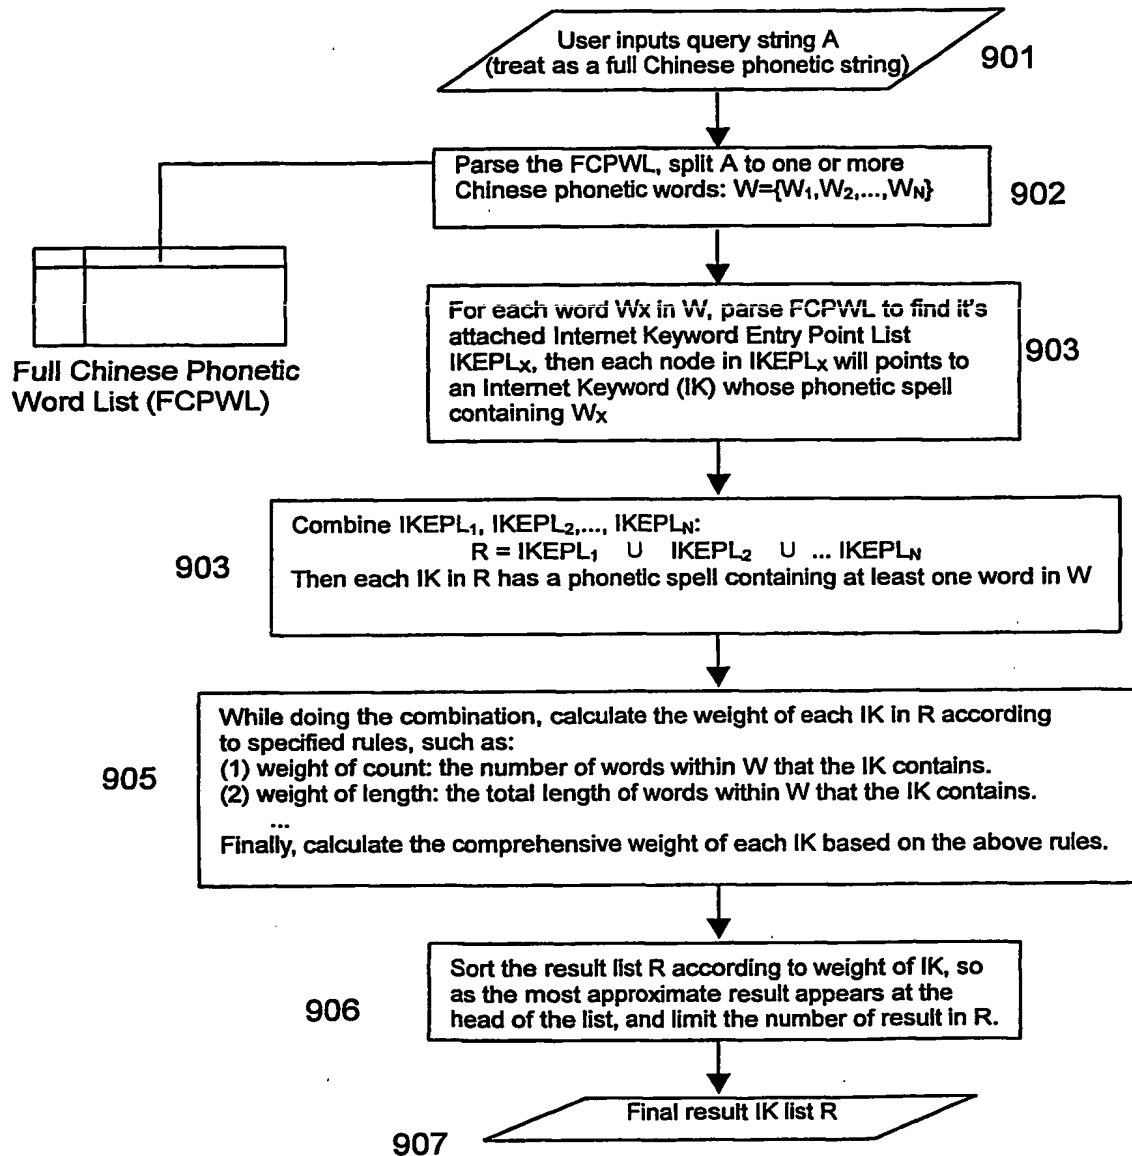 User inputs query string A
(treat as a full Chinese phonetic string)
901
Parse the FCPWL, split A to one or more
Chinese phonetic words: W={W₁,W₂,...,W_N}
902
Full Chinese Phonetic
Word List (FCPWL)
For each word Wx in W, parse FCPWL to find it's
attached Internet Keyword Entry Point List
IKEPLx, then each node in IKEPLx will points to
an Internet Keyword (IK) whose phonetic spell
containing Wx
903
Combine IKEPL₁, IKEPL₂,..., IKEPL_N:
R = IKEPL₁ U IKEPL₂ U ... IKEPL_N
Then each IK in R has a phonetic spell containing at least one word in W
903
While doing the combination, calculate the weight of each IK in R according
to specified rules, such as:
(1) weight of count: the number of words within W that the IK contains.
(2) weight of length: the total length of words within W that the IK contains.
...
Finally, calculate the comprehensive weight of each IK based on the above rules.
905
Sort the result list R according to weight of IK, so
as the most approximate result appears at the
head of the list, and limit the number of result in R.
906
Final result IK list R
907